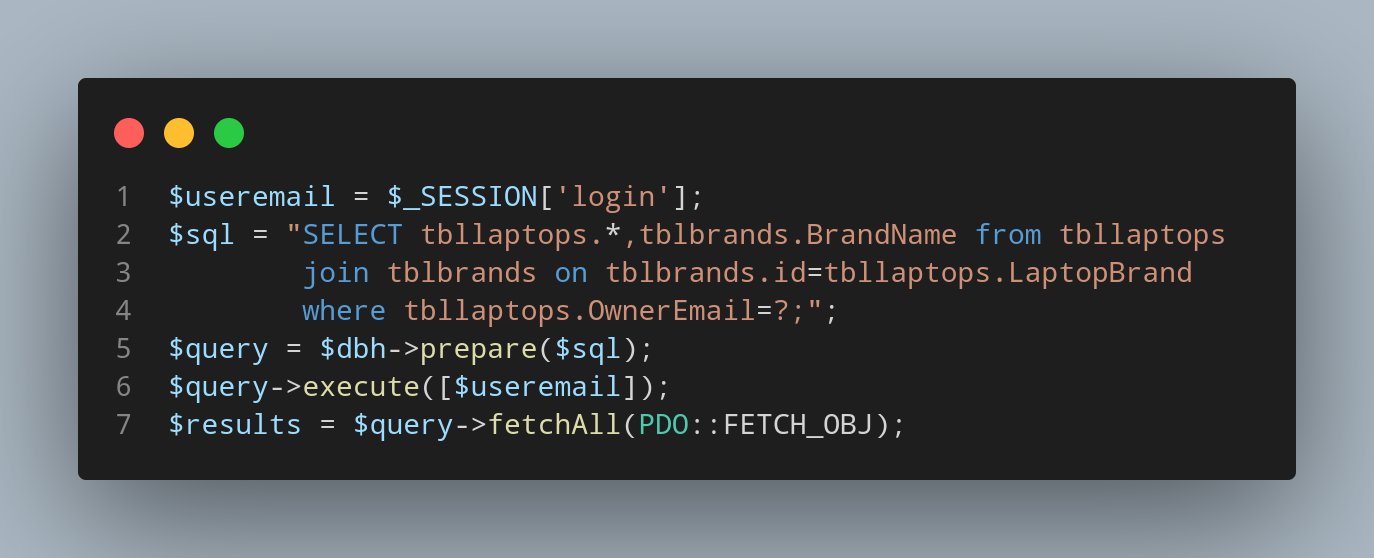 1 $useremail = $_SESSION['login'];
2 $sql = "SELECT tbllaptops.*,tblbrands.BrandName from tbllaptops
3         join tblbrands on tblbrands.id=tbllaptops.LaptopBrand
4         where tbllaptops.OwnerEmail=?;";
5 $query = $dbh->prepare($sql);
6 $query->execute([$useremail]);
7 $results = $query->fetchAll(PDO::FETCH_OBJ);